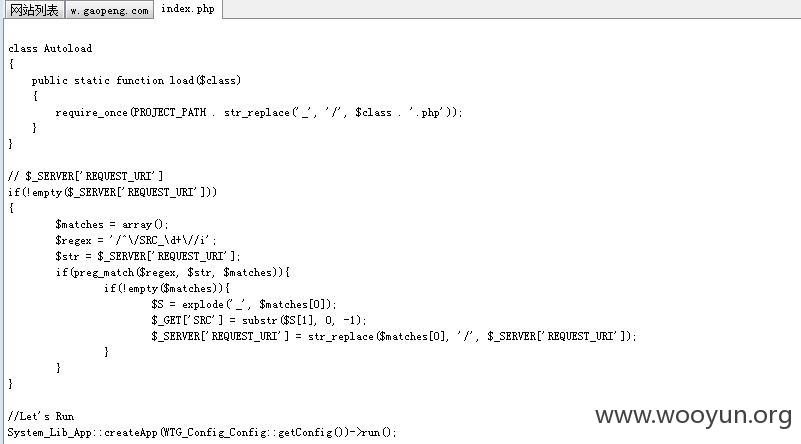 网站列表 w.gaopeng.com index.php
class Autoload
{
    public static function load($class)
    {
        require_once(PROJECT_PATH . str_replace('_', '/', $class . '.php'));
    }
}
// $_SERVER['REQUEST_URI']
if(!empty($_SERVER['REQUEST_URI']))
{
        $matches = array();
        $regex = '/^\/SRC_\d+\//i';
        $str = $_SERVER['REQUEST_URI'];
        if(preg_match($regex, $str, $matches)){
                if(!empty($matches)){
                        $S = explode('_', $matches[0]);
                        $_GET['SRC'] = substr($S[1], 0, -1);
                        $_SERVER['REQUEST_URI'] = str_replace($matches[0], '/', $_SERVER['REQUEST_URI']);
                }
        }
}
//Let's Run
System_Lib_App::createApp(WTG_Config_Config::getConfig())->run();
www.wooyun.org